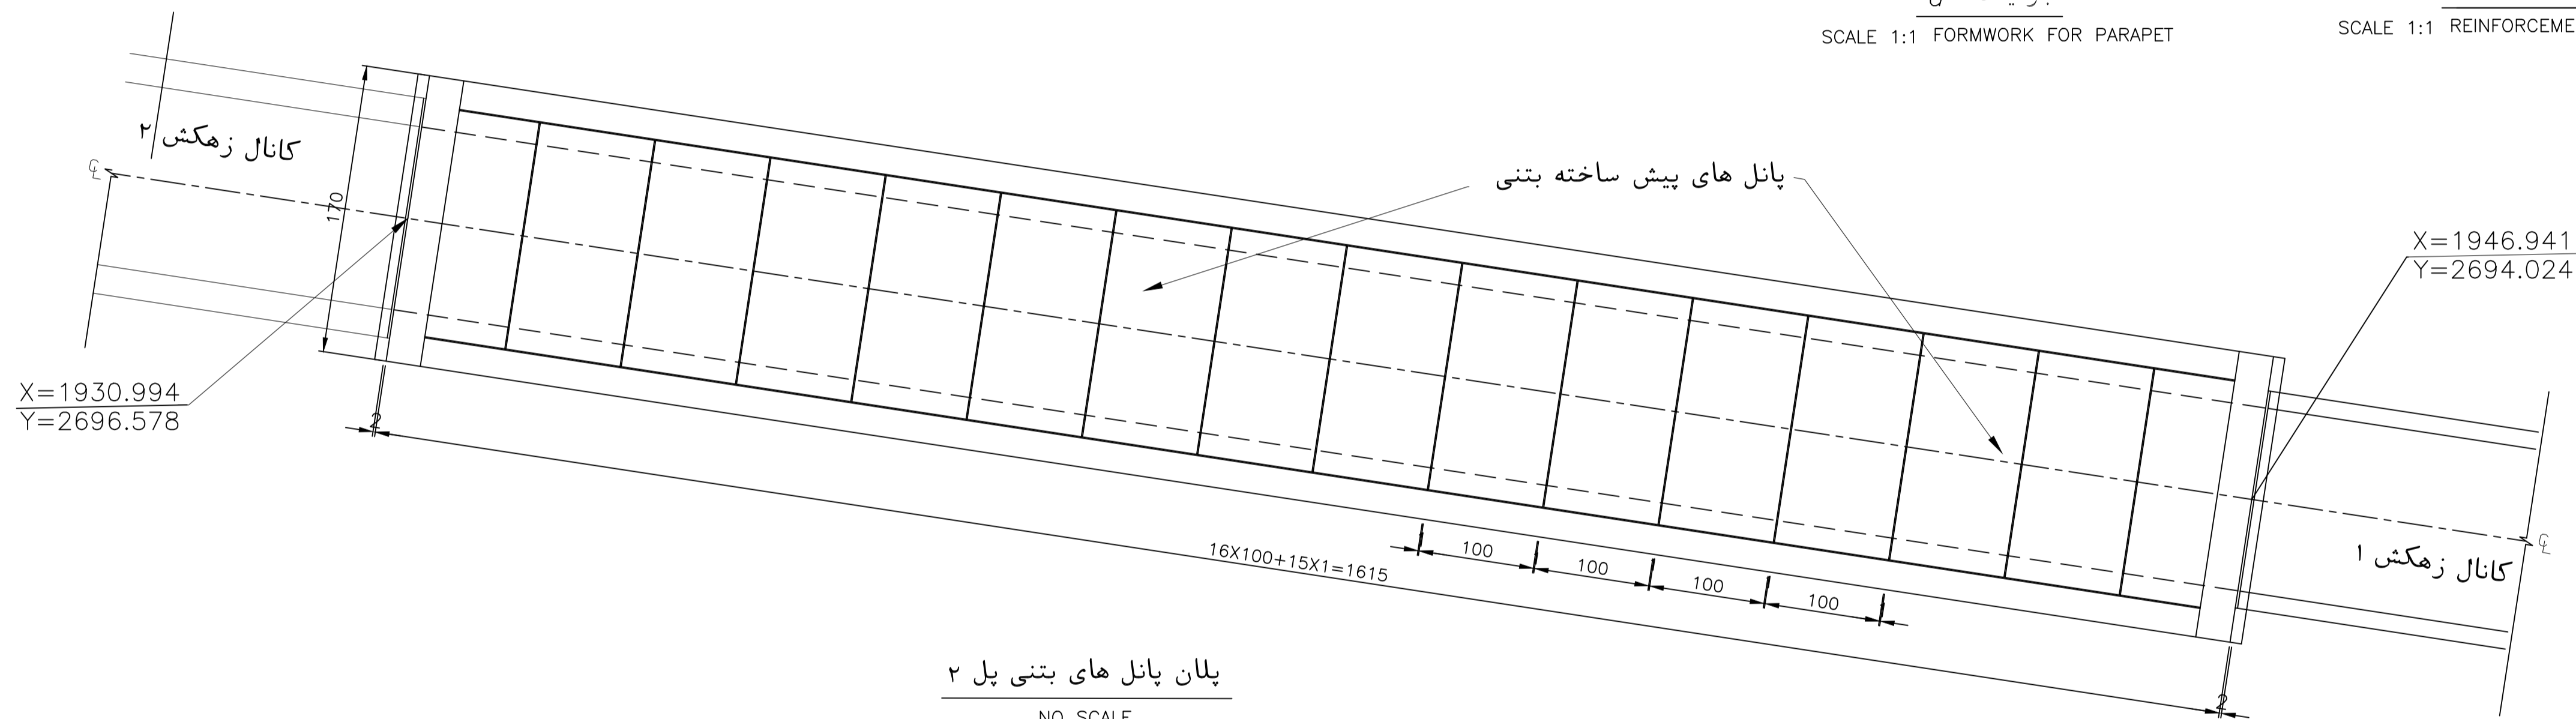 SCALE 1:1 FORMWORK FOR PARAPET
SCALE 1:1 REINFORCEME
کانال زهکش ۲
170
پانل های پیش ساخته بتنی
X=1946.941
Y=2694.024
X=1930.994
Y=2696.578
2
16X100+15X1=1615
100
100
100
100
کانال زهکش ۱
2
پلان پانل های بتنی پل ۲
NO SCALE